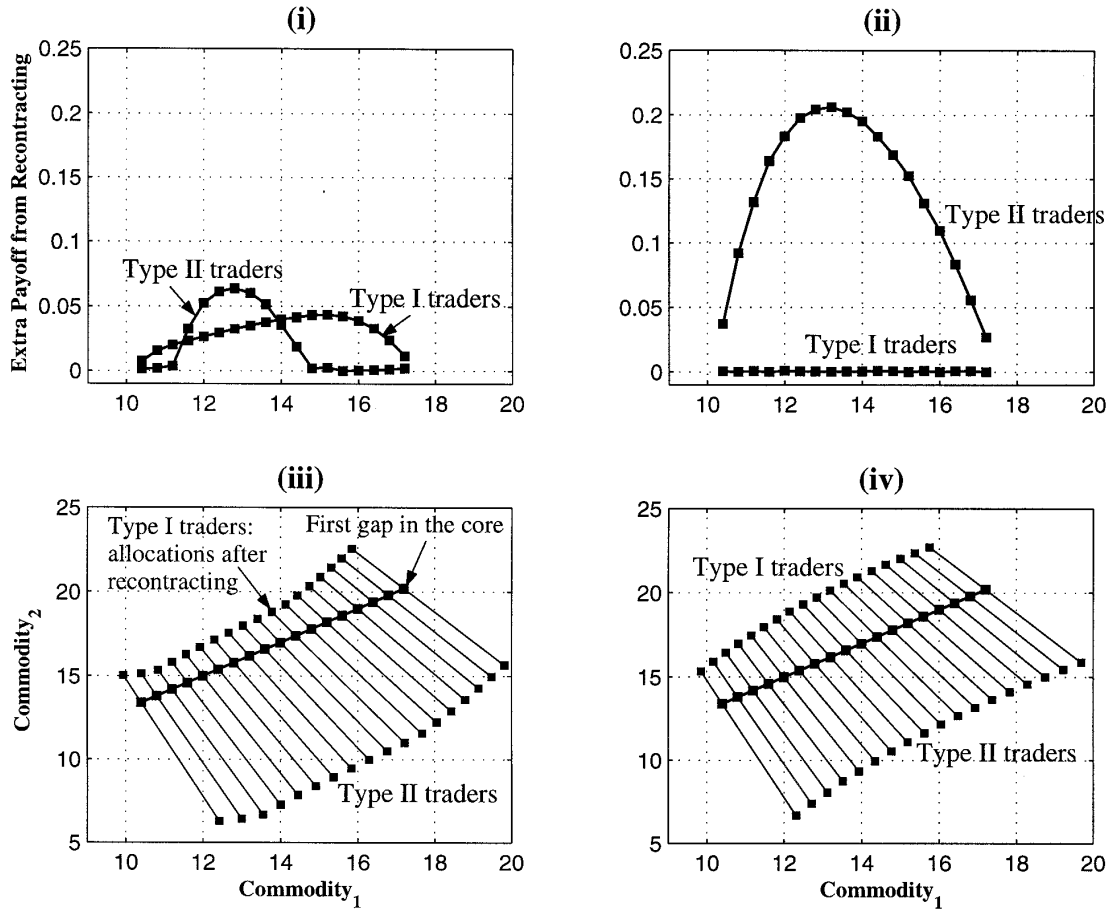 (i)
0.25
0.2
0.15
0.1
0.05
0
Extra Payoff from Recontracting
Type II traders
Type I traders
10 12 14 16 18 20
(ii)
0.25
0.2
0.15
0.1
0.05
0
Type II traders
Type I traders
10 12 14 16 18 20
(iii)
25
20
15
10
5
Commodity2
Type I traders:
allocations after
recontracting
First gap in the core
Type II traders
10 12 14 16 18 20
Commodity1
(iv)
25
20
15
10
5
Type I traders
Type II traders
10 12 14 16 18 20
Commodity1